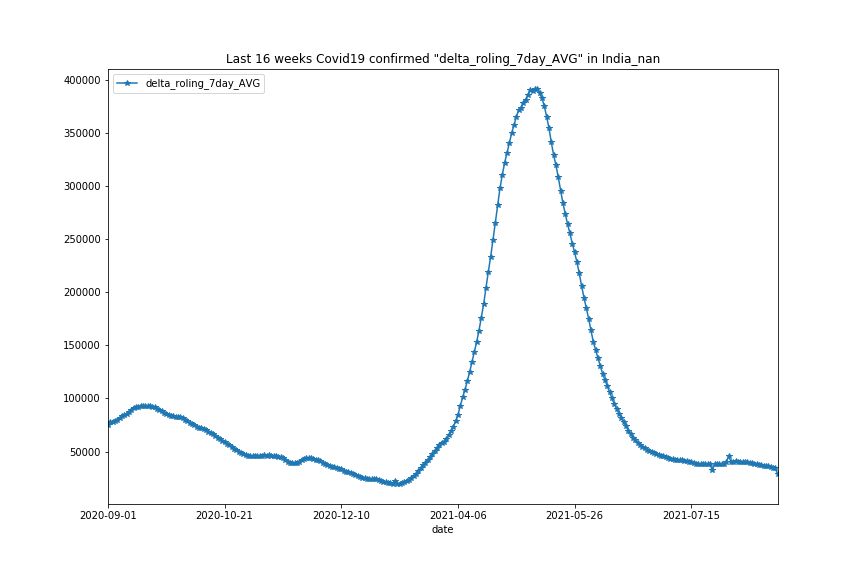 Last 16 weeks Covid19 confirmed "delta_roling_7day_AVG" in India_nan
delta_roling_7day_AVG
400000
350000
300000
250000
200000
150000
100000
50000
2020-09-01 2020-10-21 2020-12-10 2021-04-06 2021-05-26 2021-07-15
date